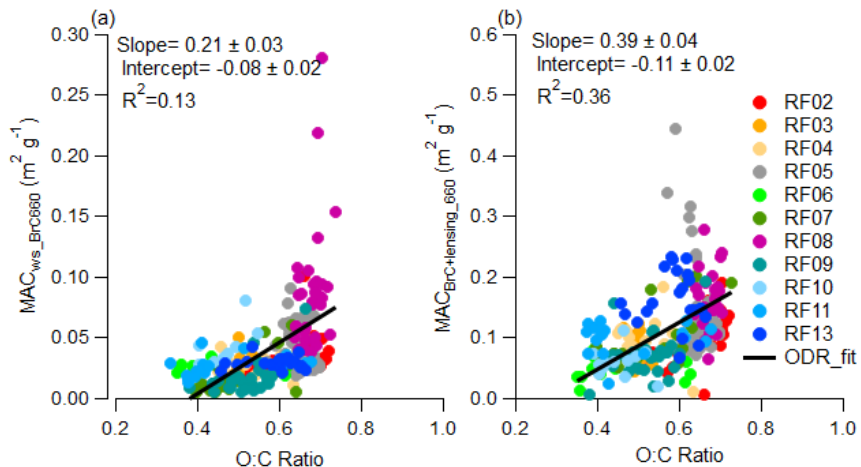 (a)
Slope= 0.21 ± 0.03
Intercept= -0.08 ± 0.02
R²=0.13
MAC_ws_BrC660 (m² g⁻¹)
0.30
0.25
0.20
0.15
0.10
0.05
0.00
0.2 0.4 0.6 0.8 1.0
O:C Ratio
(b)
Slope= 0.39 ± 0.04
Intercept= -0.11 ± 0.02
R²=0.36
MAC_BrC+lensing_660 (m² g⁻¹)
0.6
0.5
0.4
0.3
0.2
0.1
0.0
0.2 0.4 0.6 0.8 1.0
O:C Ratio
RF02
RF03
RF04
RF05
RF06
RF07
RF08
RF09
RF10
RF11
RF13
ODR_fit